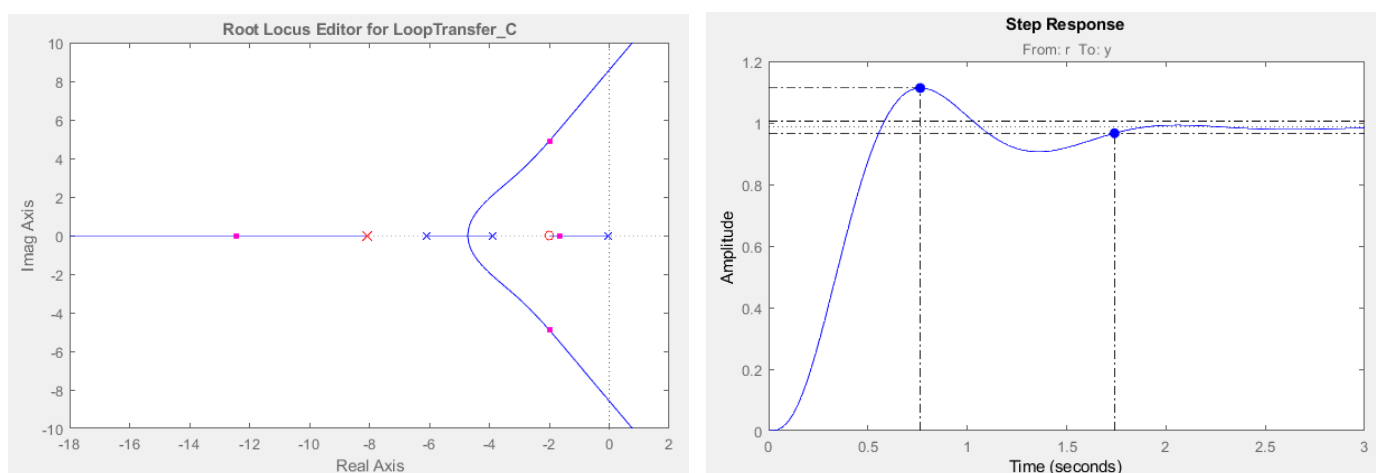 Root Locus Editor for LoopTransfer_C
10
8
6
4
2
0
-2
-4
-6
-8
-10
Imag Axis
-18 -16 -14 -12 -10 -8 -6 -4 -2 0 2
Real Axis
Step Response
From: r To: y
1.2
1
0.8
0.6
0.4
0.2
0
Amplitude
0 0.5 1 1.5 2 2.5 3
Time (seconds)